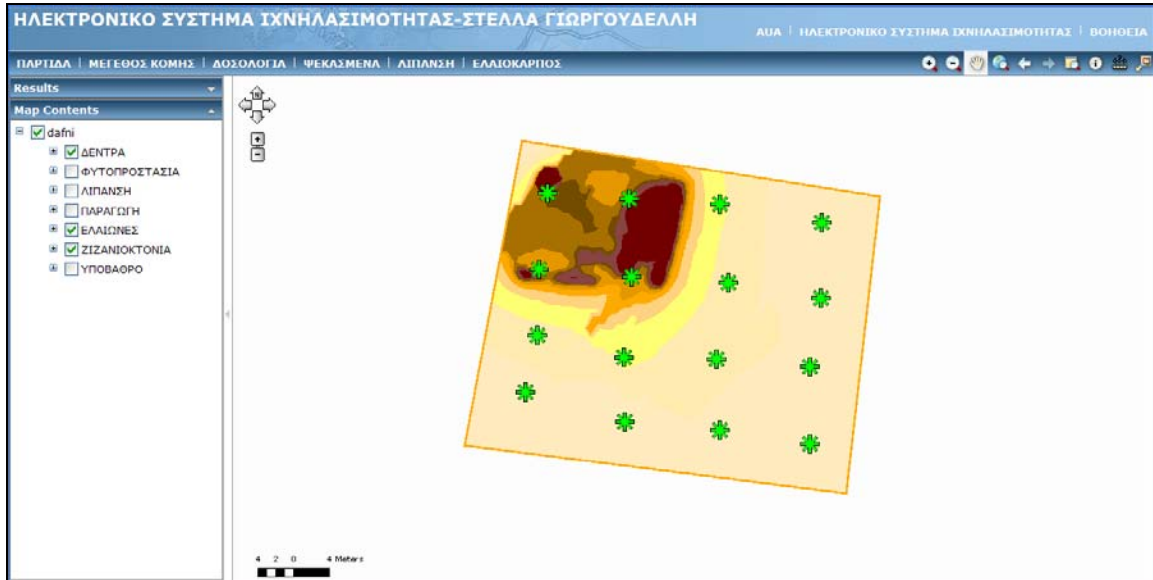 ΗΛΕΚΤΡΟΝΙΚΟ ΣΥΣΤΗΜΑ ΙΧΝΗΛΑΣΙΜΟΤΗΤΑΣ-ΣΤΕΛΛΑ ΓΙΩΡΓΟΥΔΕΛΛΗ
AUA | ΗΛΕΚΤΡΟΝΙΚΟ ΣΥΣΤΗΜΑ ΙΧΝΗΛΑΣΙΜΟΤΗΤΑΣ | ΒΟΗΘΕΙΑ
ΠΑΡΤΙΔΑ | ΜΕΓΕΘΟΣ ΚΟΜΗΣ | ΔΟΣΟΛΟΓΙΑ | ΨΕΚΑΣΜΕΝΑ | ΛΙΠΑΝΣΗ | ΕΛΑΙΟΚΑΡΠΟΣ
Results
Map Contents
dafni
ΔΕΝΤΡΑ
ΦΥΤΟΠΡΟΣΤΑΣΙΑ
ΛΙΠΑΝΣΗ
ΠΑΡΑΓΩΓΗ
ΕΛΑΙΩΝΕΣ
ΖΙΖΑΝΙΟΚΤΟΝΙΑ
ΥΠΟΒΑΘΡΟ
N
4 2 0 4 Meters